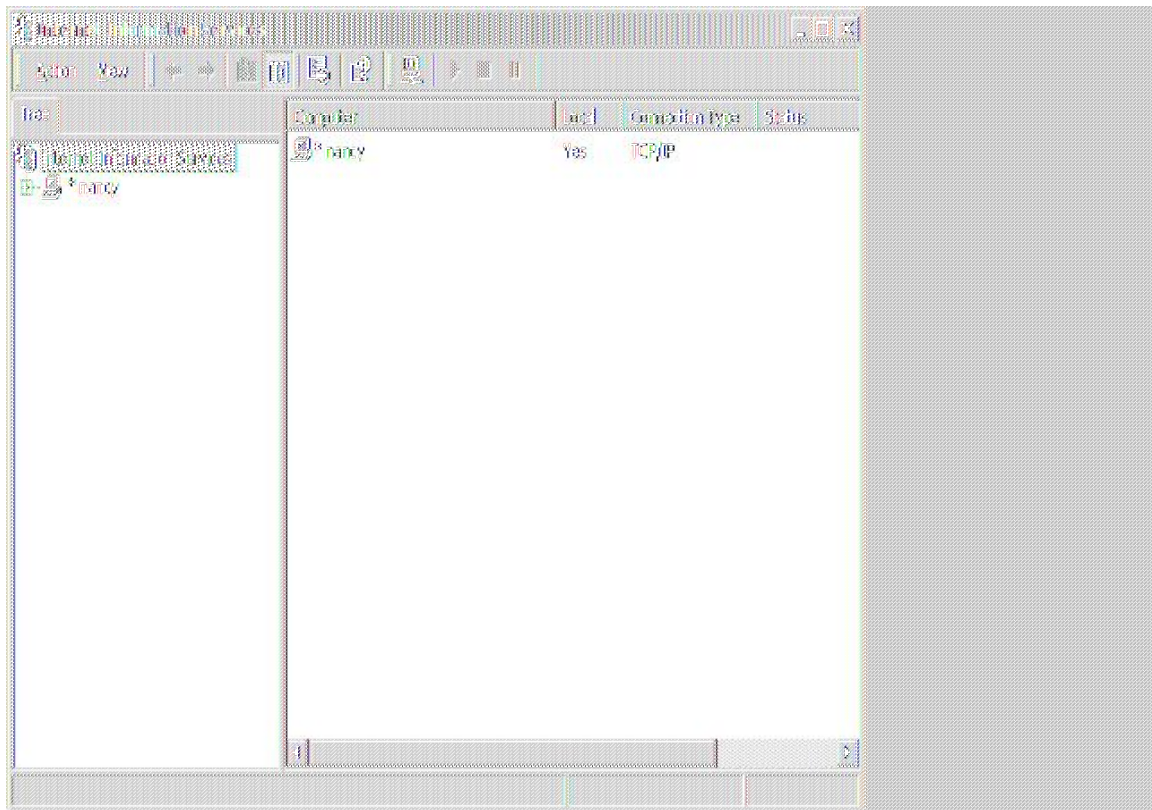 Internet Information Services
Action View
Tree
Computer Local Connection Type Status
Internet Information Services
* nancy Yes TCP/IP
* nancy